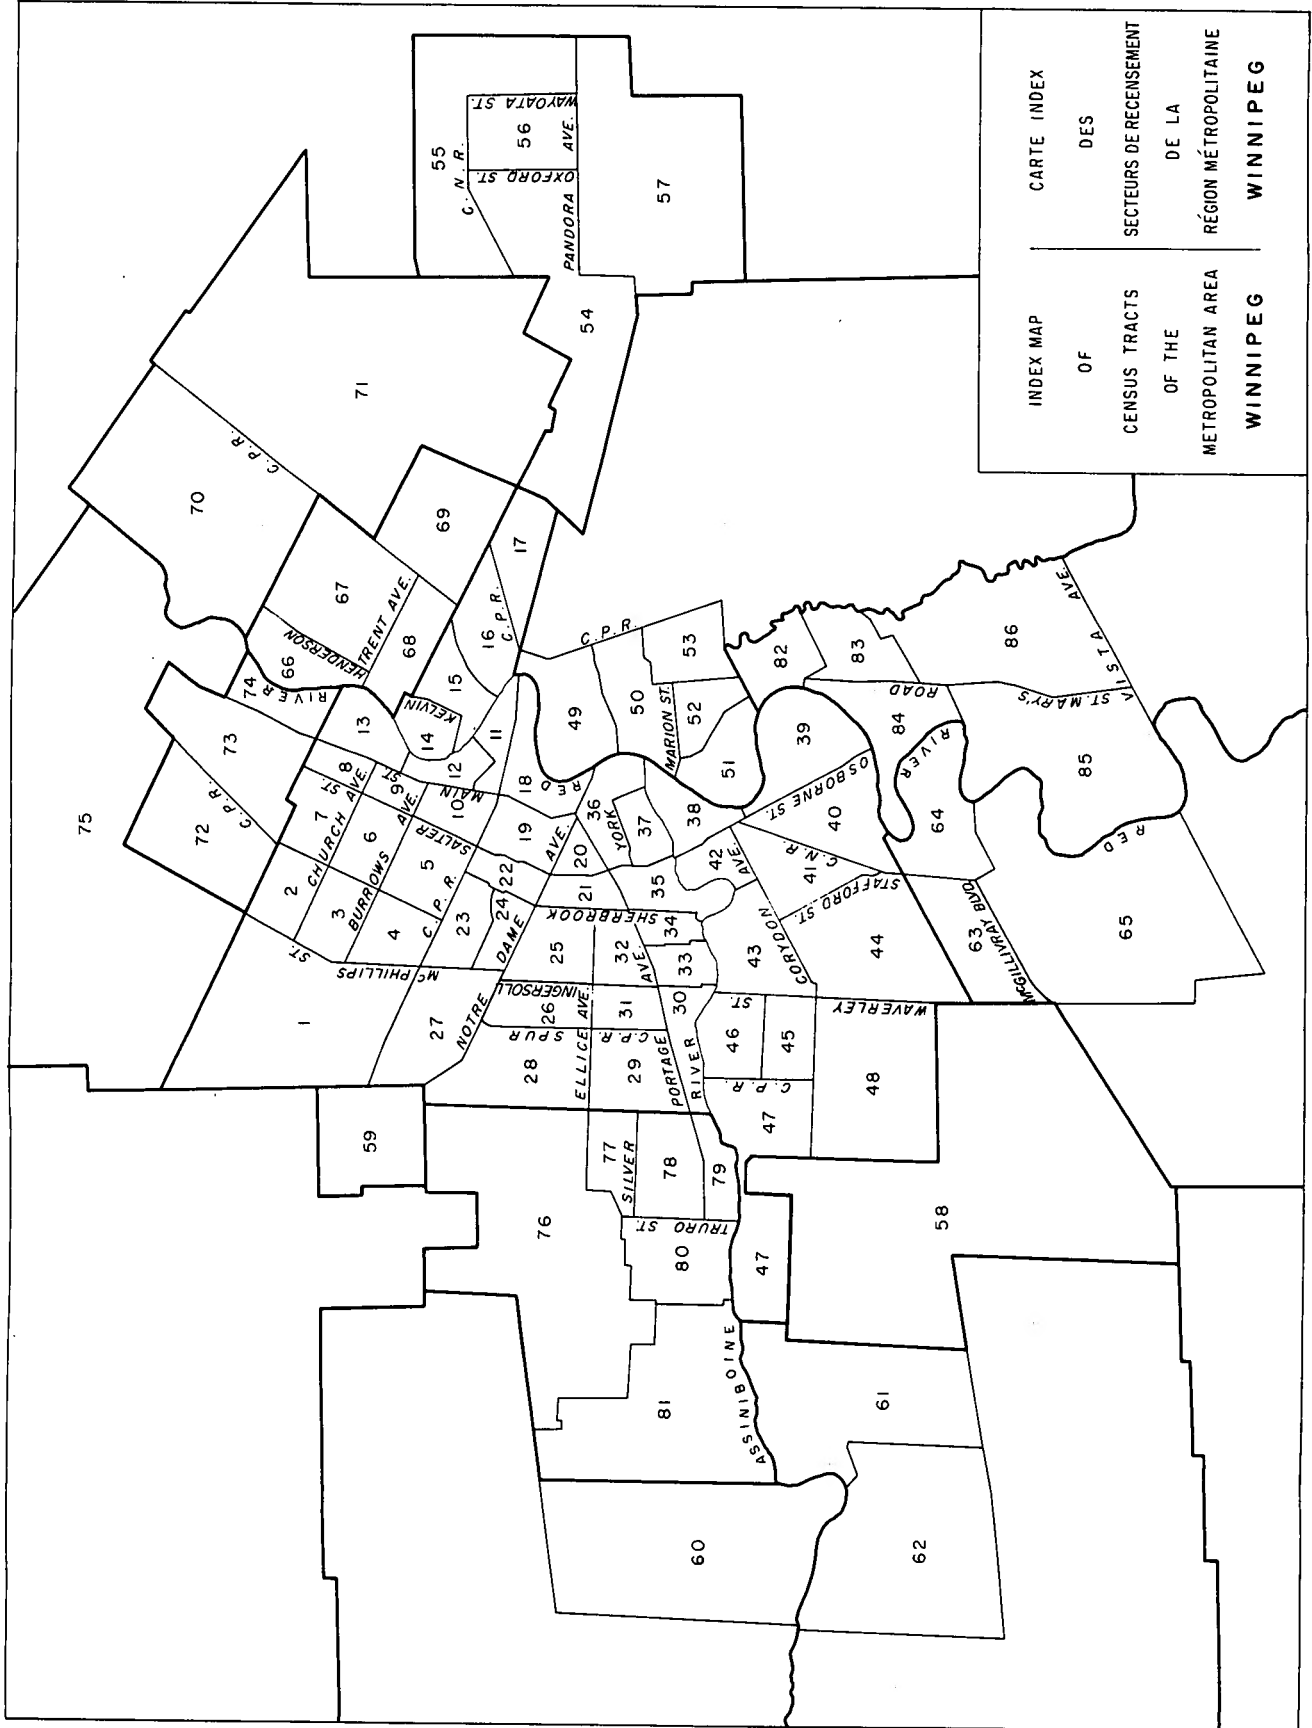 INDEX MAP
OF
CENSUS TRACTS
OF THE
METROPOLITAN AREA
WINNIPEG
CARTE INDEX
DES
SECTEURS DE RECENSEMENT
DE LA
RÉGION MÉTROPOLITAINE
WINNIPEG
75
55
C. N. R.
56
WAYOATA ST.
OXFORD ST.
PANDORA AVE.
57
54
71
70
C.P.R.
69
67
HENDERSON
TRENT AVE.
68
66
74
RIVER
73
72
C.P.R.
17
16
C.P.R.
15
KELVIN
14
13
12
11
MAIN ST.
8
9
10
7
CHURCH AVE.
6
BURROWS AVE.
5
SALTER ST.
2
3
4
C.P.R.
McPHILLIPS ST.
1
18
RED
19
20
22
24
23
NOTRE DAME AVE.
27
21
SHERBROOK
25
INGERSOLL
26
SPUR
C.P.R.
28
ELLICE AVE.
29
30
31
32
33
34
35
PORTAGE AVE.
36
YORK
37
38
49
50
C.P.R.
MARION ST.
53
52
51
39
OSBORNE ST.
40
C.N.R.
41
42
CORYDON AVE.
STAFFORD ST.
43
44
WAVERLEY ST.
46
45
C.P.R.
47
RIVER
48
82
83
86
ST. MARY'S ROAD
VISTA AVE.
84
85
RIVER
RED
64
63
McGILLIVRAY BLVD
65
59
76
77
SILVER
78
79
TRURO ST.
80
47
58
81
ASSINIBOINE
61
60
62